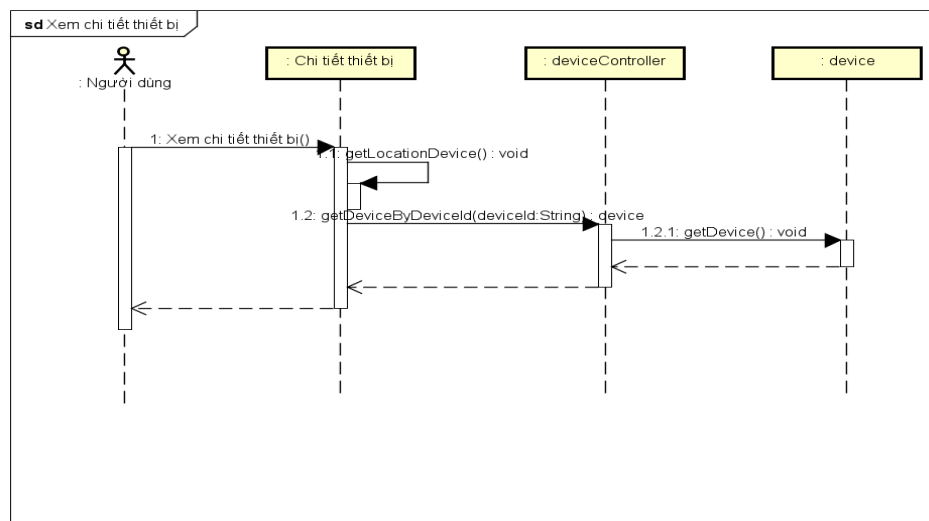 sd Xem chi tiết thiết bị
: Người dùng
: Chi tiết thiết bị
: deviceController
: device
1: Xem chi tiết thiết bị()
1.1: getLocationDevice() : void
1.2: getDeviceByDeviceId(deviceId:String) : device
1.2.1: getDevice() : void